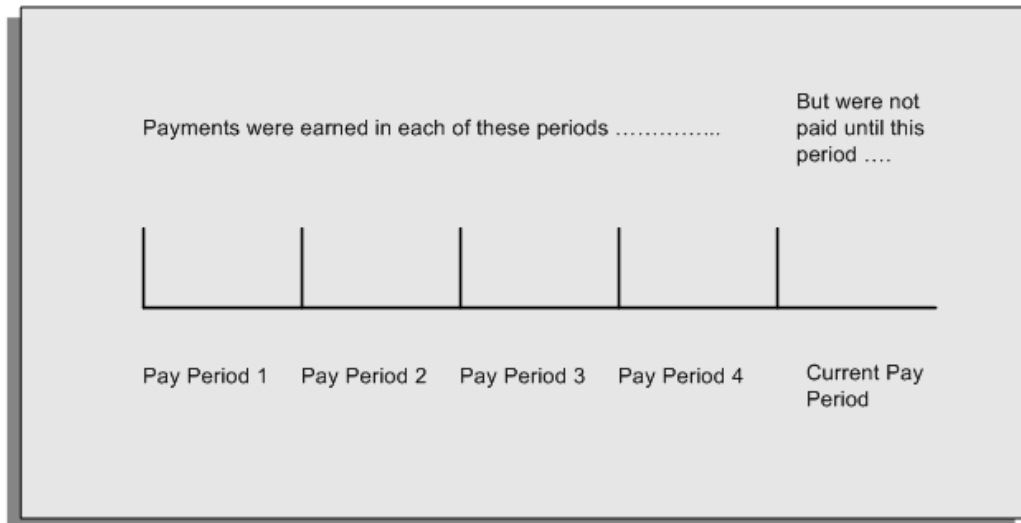 Payments were earned in each of these periods ……………..
But were not
paid until this
period ….
Pay Period 1
Pay Period 2
Pay Period 3
Pay Period 4
Current Pay
Period